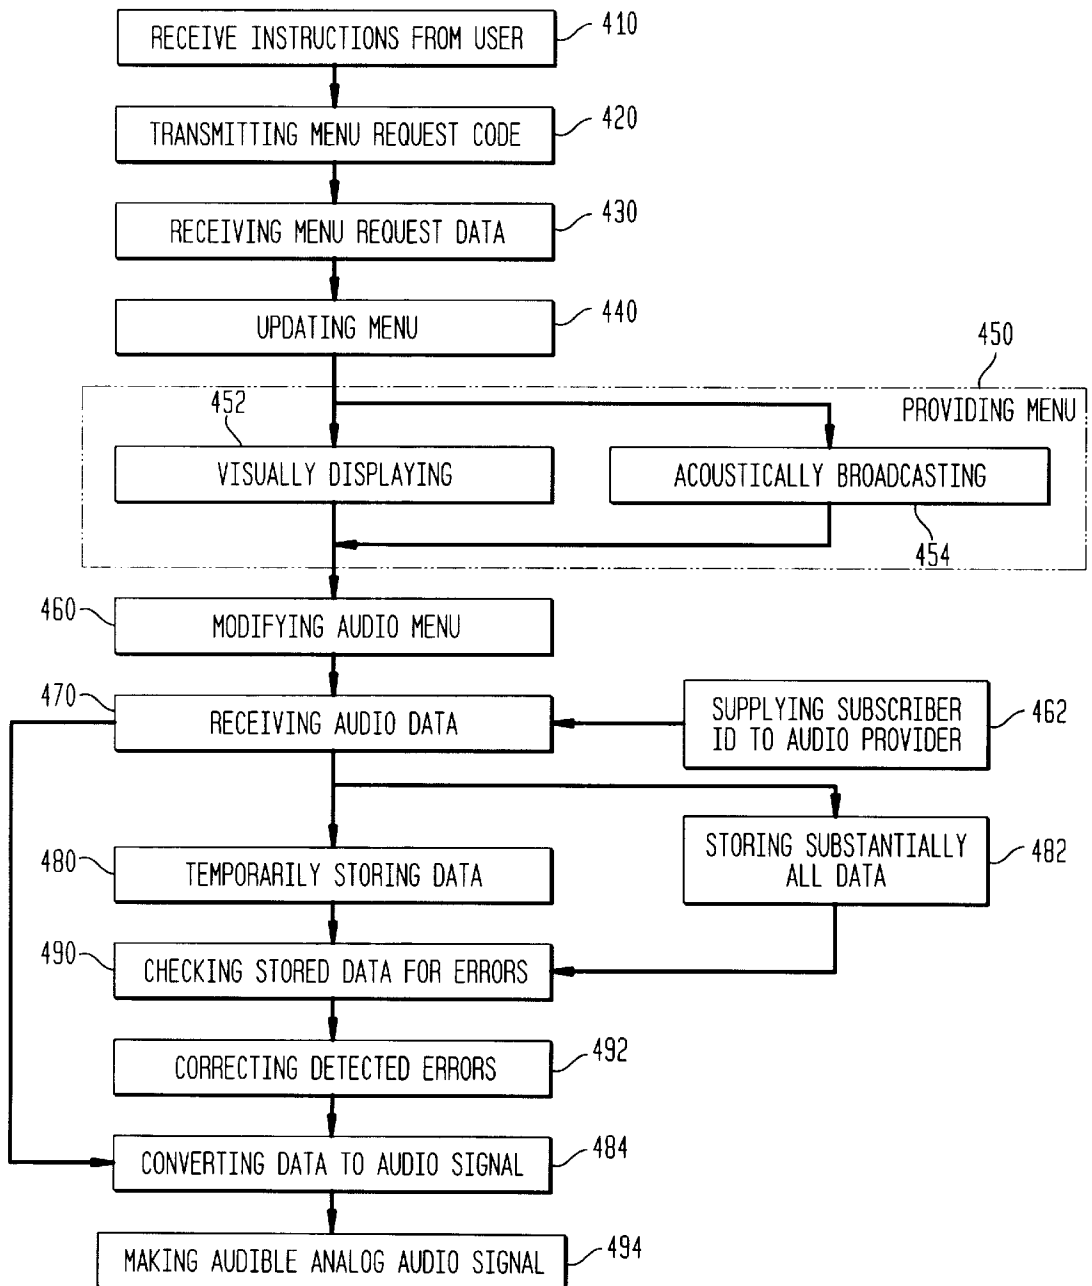 RECEIVE INSTRUCTIONS FROM USER
410
TRANSMITTING MENU REQUEST CODE
420
RECEIVING MENU REQUEST DATA
430
UPDATING MENU
440
450
PROVIDING MENU
452
VISUALLY DISPLAYING
ACOUSTICALLY BROADCASTING
454
460
MODIFYING AUDIO MENU
470
RECEIVING AUDIO DATA
SUPPLYING SUBSCRIBER
ID TO AUDIO PROVIDER
462
480
TEMPORARILY STORING DATA
STORING SUBSTANTIALLY
ALL DATA
482
490
CHECKING STORED DATA FOR ERRORS
CORRECTING DETECTED ERRORS
492
CONVERTING DATA TO AUDIO SIGNAL
484
MAKING AUDIBLE ANALOG AUDIO SIGNAL
494